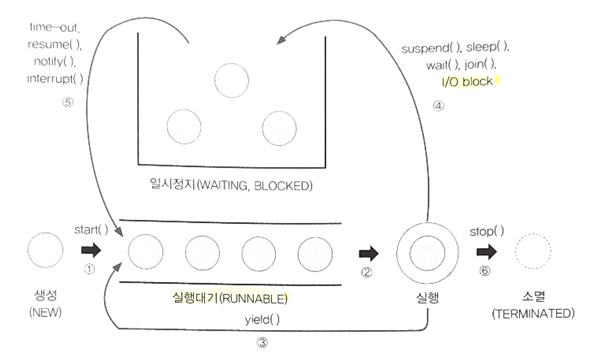 time-out,
resume( ),
notify( ),
interrupt( )
⑤
suspend( ), sleep( ),
wait( ), join( ),
I/O block
④
일시정지(WAITING, BLOCKED)
start( )
①
②
stop( )
⑥
생성
(NEW)
실행대기(RUNNABLE)
실행
소멸
(TERMINATED)
yield( )
③